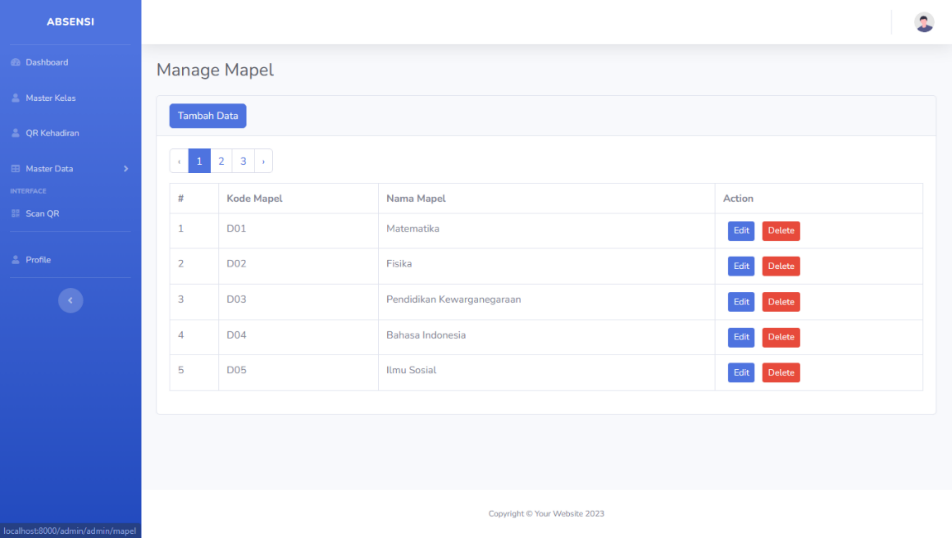 ABSENSI
Dashboard
Master Kelas
QR Kehadiran
Master Data
INTERFACE
Scan QR
Profile
localhost:8000/admin/admin/mapel
Manage Mapel
Tambah Data
‹ 1 2 3 ›
# Kode Mapel Nama Mapel Action
1 D01 Matematika Edit Delete
2 D02 Fisika Edit Delete
3 D03 Pendidikan Kewarganegaraan Edit Delete
4 D04 Bahasa Indonesia Edit Delete
5 D05 Ilmu Sosial Edit Delete
Copyright © Your Website 2023